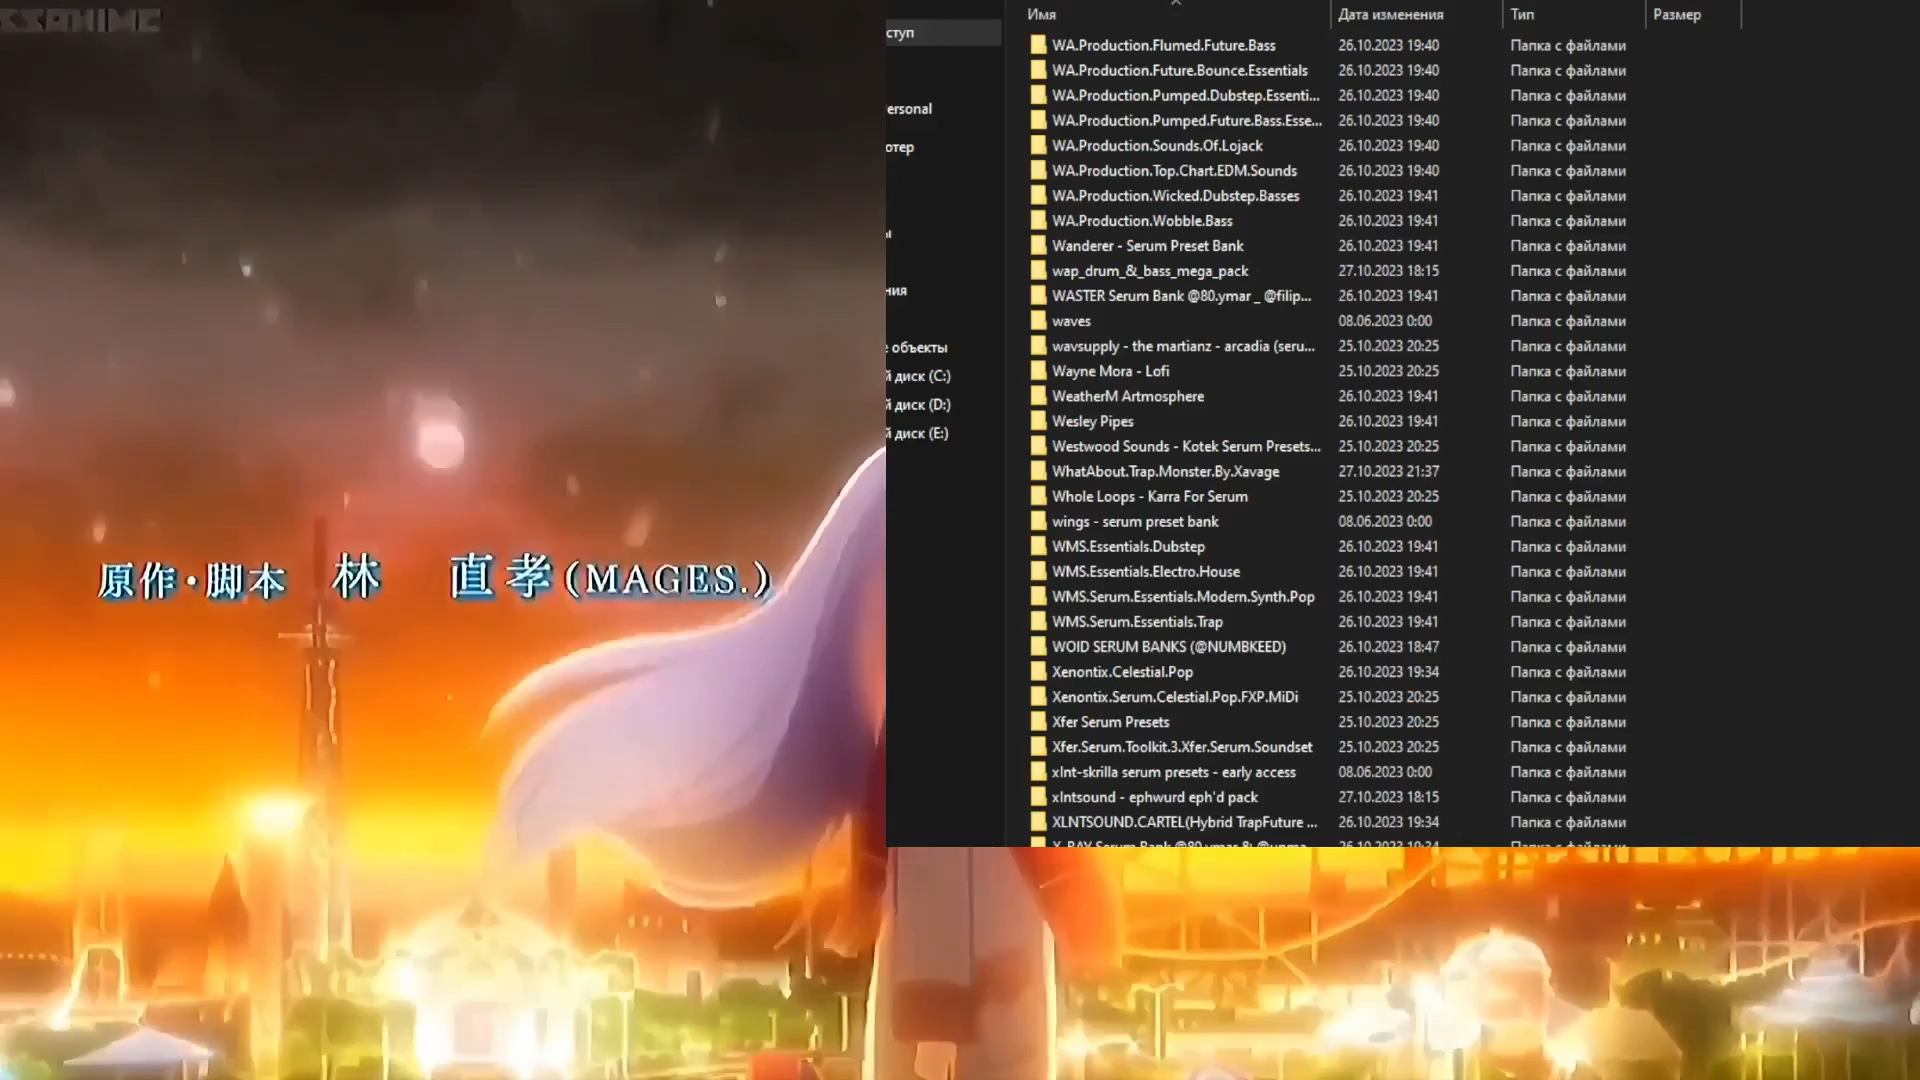 原作・脚本 林 直孝(MAGES.)
ступ
ersonal
отер
ы
ния
е объекты
й диск (C:)
й диск (D:)
й диск (E:)
Имя Дата изменения Тип Размер
WA.Production.Flumed.Future.Bass 26.10.2023 19:40 Папка с файлами
WA.Production.Future.Bounce.Essentials 26.10.2023 19:40 Папка с файлами
WA.Production.Pumped.Dubstep.Essenti... 26.10.2023 19:40 Папка с файлами
WA.Production.Pumped.Future.Bass.Esse... 26.10.2023 19:40 Папка с файлами
WA.Production.Sounds.Of.Lojack 26.10.2023 19:40 Папка с файлами
WA.Production.Top.Chart.EDM.Sounds 26.10.2023 19:40 Папка с файлами
WA.Production.Wicked.Dubstep.Basses 26.10.2023 19:41 Папка с файлами
WA.Production.Wobble.Bass 26.10.2023 19:41 Папка с файлами
Wanderer - Serum Preset Bank 26.10.2023 19:41 Папка с файлами
wap_drum_&_bass_mega_pack 27.10.2023 18:15 Папка с файлами
WASTER Serum Bank @80.ymar _ @filip... 26.10.2023 19:41 Папка с файлами
waves 08.06.2023 0:00 Папка с файлами
wavsupply - the martianz - arcadia (seru... 25.10.2023 20:25 Папка с файлами
Wayne Mora - Lofi 25.10.2023 20:25 Папка с файлами
WeatherM Artmosphere 26.10.2023 19:41 Папка с файлами
Wesley Pipes 26.10.2023 19:41 Папка с файлами
Westwood Sounds - Kotek Serum Presets... 25.10.2023 20:25 Папка с файлами
WhatAbout.Trap.Monster.By.Xavage 27.10.2023 21:37 Папка с файлами
Whole Loops - Karra For Serum 25.10.2023 20:25 Папка с файлами
wings - serum preset bank 08.06.2023 0:00 Папка с файлами
WMS.Essentials.Dubstep 26.10.2023 19:41 Папка с файлами
WMS.Essentials.Electro.House 26.10.2023 19:41 Папка с файлами
WMS.Serum.Essentials.Modern.Synth.Pop 26.10.2023 19:41 Папка с файлами
WMS.Serum.Essentials.Trap 26.10.2023 19:41 Папка с файлами
WOID SERUM BANKS (@NUMBKEED) 26.10.2023 18:47 Папка с файлами
Xenontix.Celestial.Pop 26.10.2023 19:34 Папка с файлами
Xenontix.Serum.Celestial.Pop.FXP.MiDi 25.10.2023 20:25 Папка с файлами
Xfer Serum Presets 25.10.2023 20:25 Папка с файлами
Xfer.Serum.Toolkit.3.Xfer.Serum.Soundset 25.10.2023 20:25 Папка с файлами
xlnt-skrilla serum presets - early access 08.06.2023 0:00 Папка с файлами
xlntsound - ephwurd eph'd pack 27.10.2023 18:15 Папка с файлами
XLNTSOUND.CARTEL(Hybrid TrapFuture ... 26.10.2023 19:34 Папка с файлами